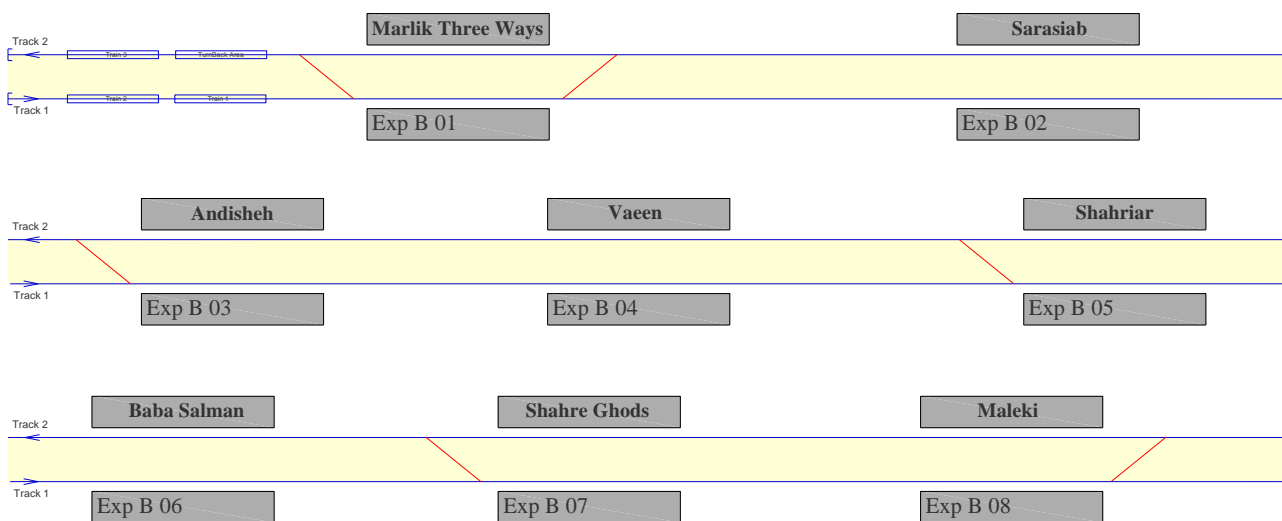 Marlik Three Ways
Sarasiab
Track 2
Train 3
TurnBack Area
Train 2
Train 1
Track 1
Exp B 01
Exp B 02
Andisheh
Vaeen
Shahriar
Track 2
Track 1
Exp B 03
Exp B 04
Exp B 05
Baba Salman
Shahre Ghods
Maleki
Track 2
Track 1
Exp B 06
Exp B 07
Exp B 08